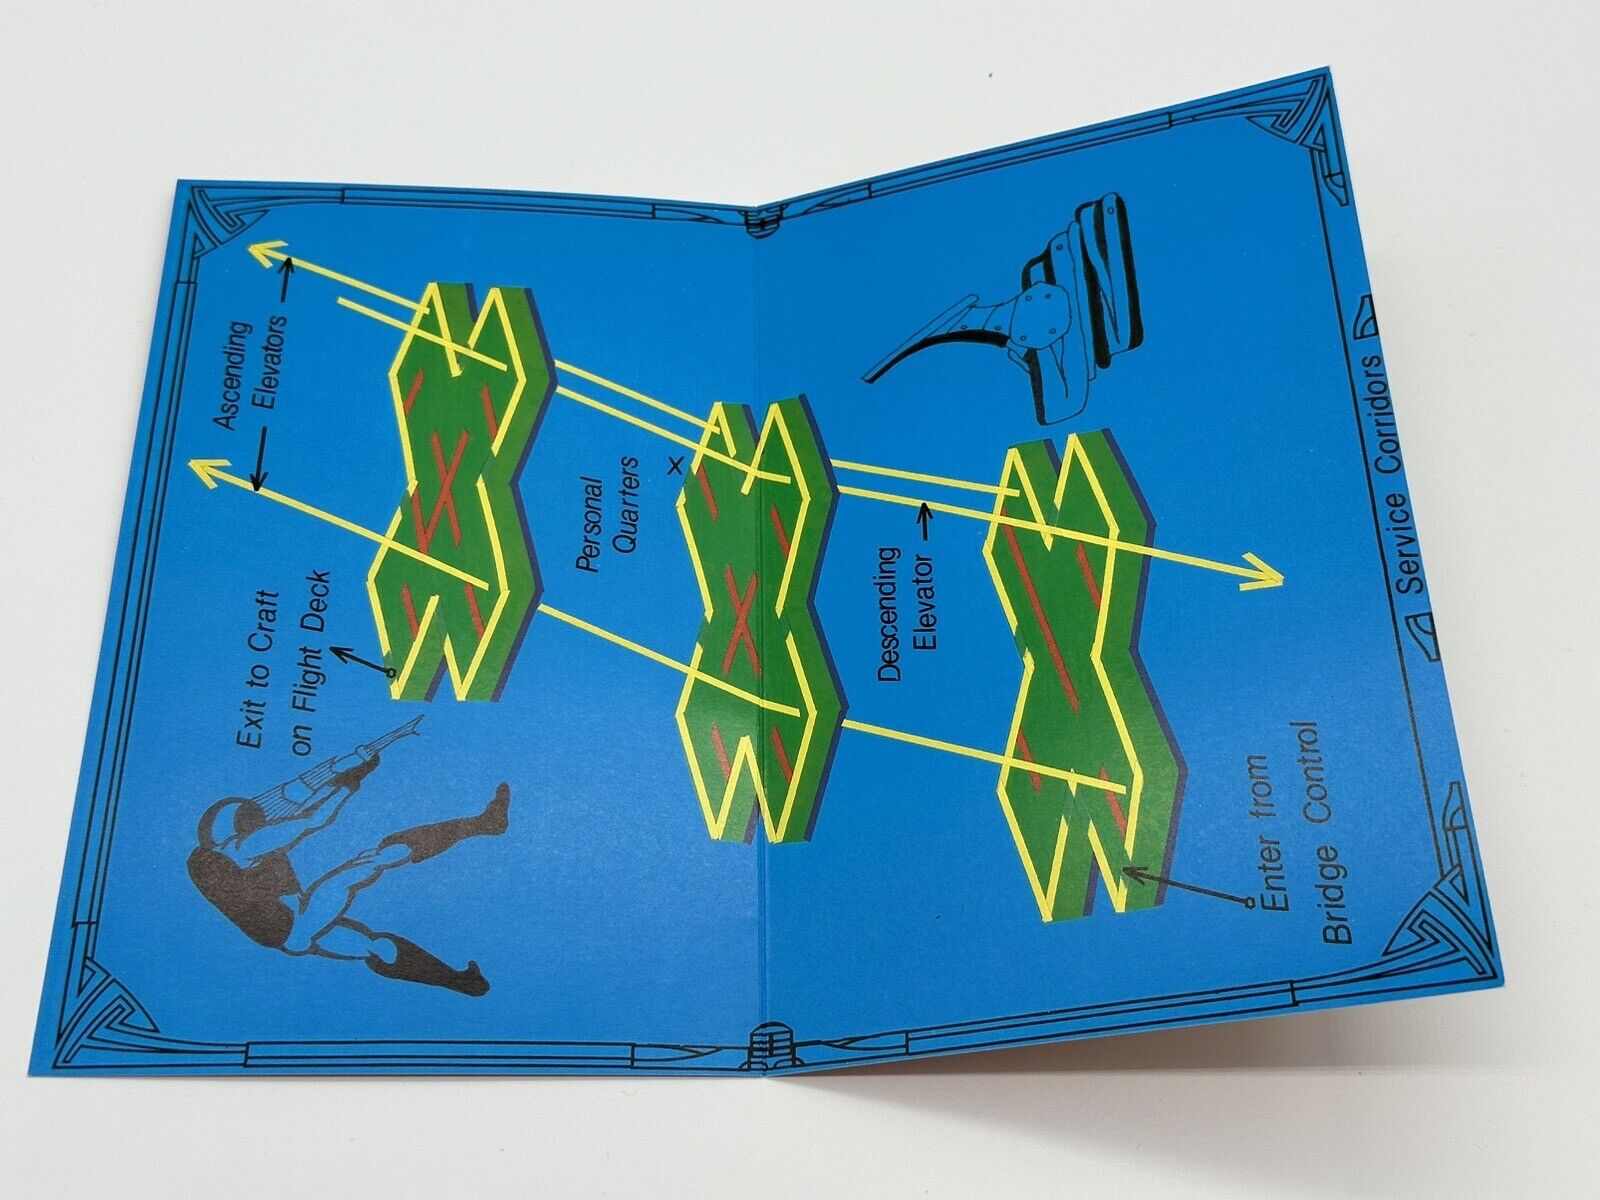 Ascending
Elevators
Exit to Craft
on Flight Deck
Personal
Quarters
X
Descending
Elevator
Enter from
Bridge Control
Service Corridors